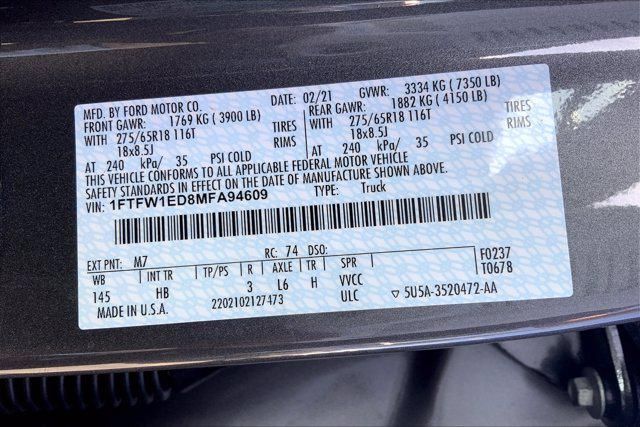 MFD. BY FORD MOTOR CO. DATE: 02/21 GVWR: 3334 KG ( 7350 LB)
FRONT GAWR: 1769 KG ( 3900 LB) REAR GAWR: 1882 KG ( 4150 LB)
WITH 275/65R18 116T TIRES WITH 275/65R18 116T TIRES
18x8.5J RIMS 18x8.5J RIMS
AT 240 kPa/ 35 PSI COLD AT 240 kPa/ 35 PSI COLD
THIS VEHICLE CONFORMS TO ALL APPLICABLE FEDERAL MOTOR VEHICLE
SAFETY STANDARDS IN EFFECT ON THE DATE OF MANUFACTURE SHOWN ABOVE.
VIN: 1FTFW1ED8MFA94609 TYPE: Truck
EXT PNT: M7 RC: 74 DSO: F0237
WB INT TR TP/PS R AXLE TR SPR T0678
145 HB 3 L6 H VVCC
MADE IN U.S.A. 2202102127473 ULC ▽ 5U5A-3520472-AA